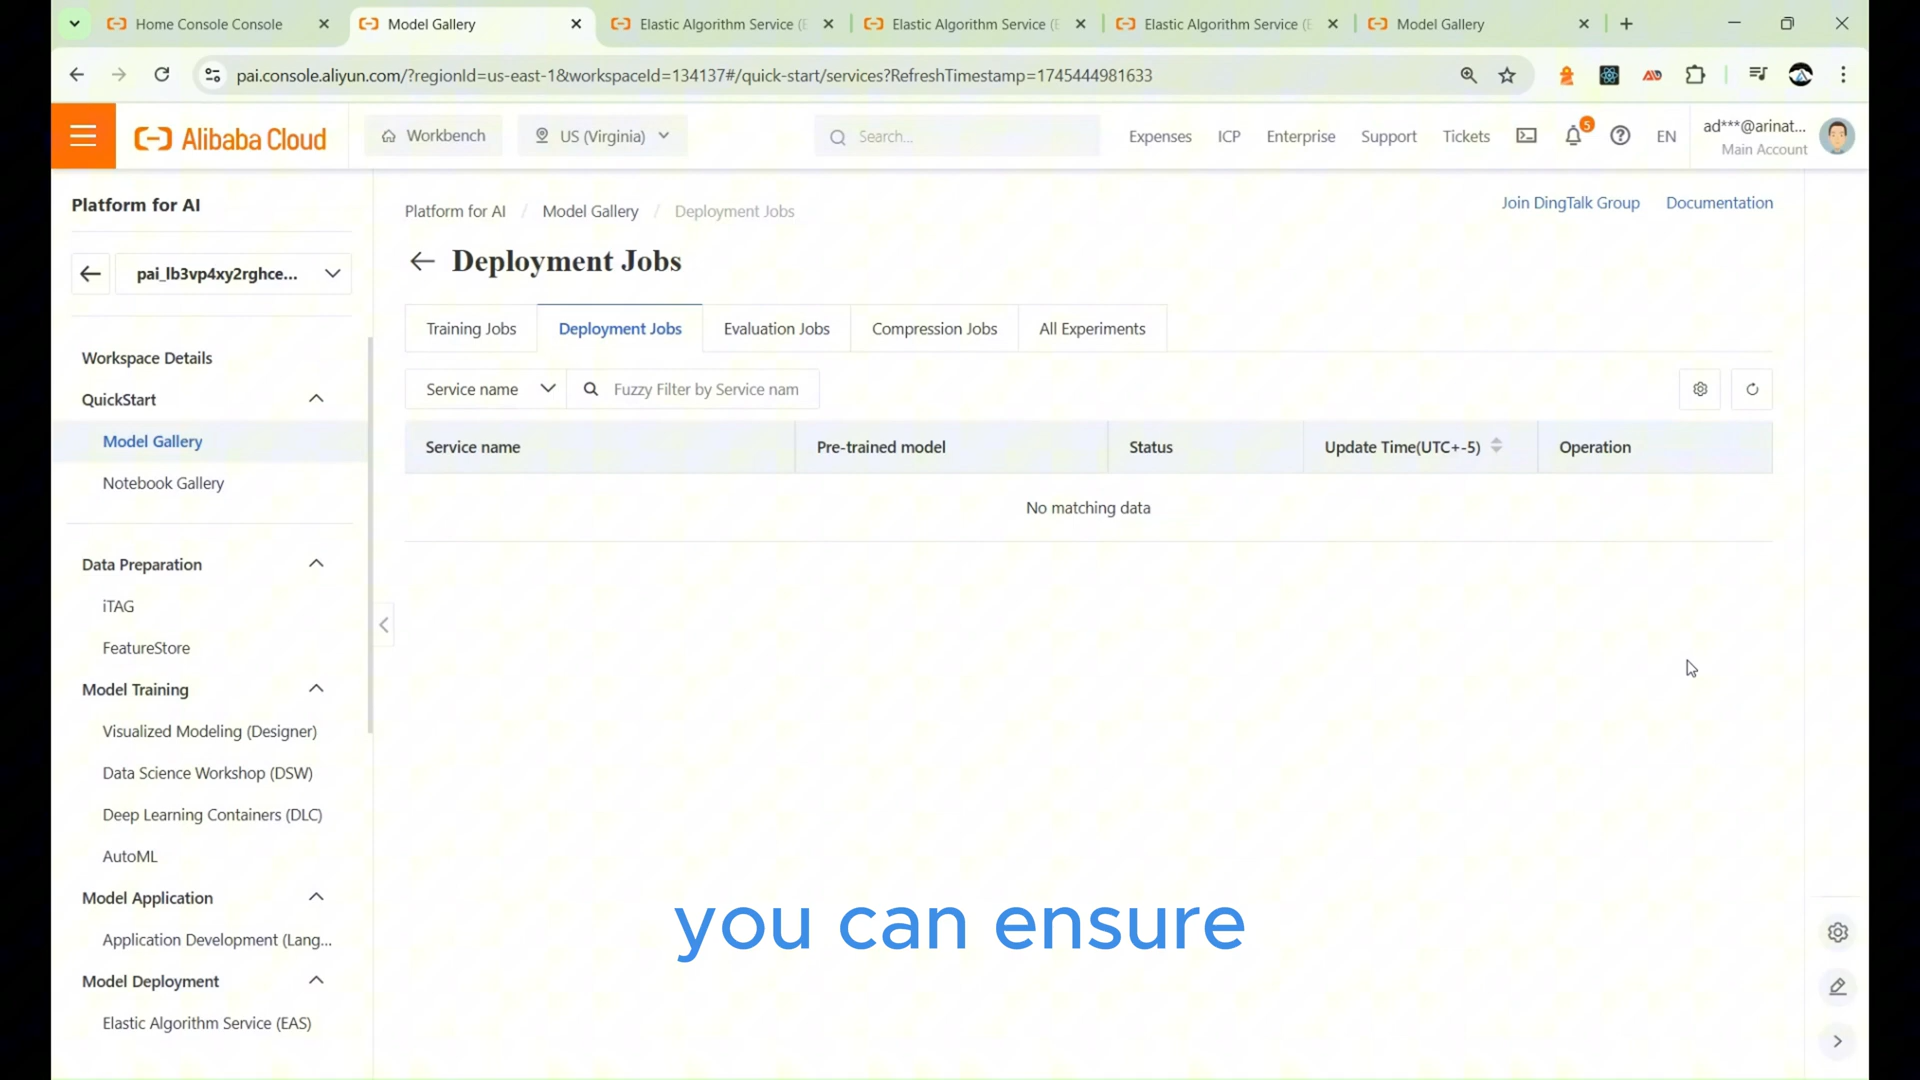 Home Console Console
Model Gallery
Elastic Algorithm Service (E
Elastic Algorithm Service (E
Elastic Algorithm Service (E
Model Gallery
pai.console.aliyun.com/?regionId=us-east-1&workspaceId=134137#/quick-start/services?RefreshTimestamp=1745444981633
Alibaba Cloud
Workbench
US (Virginia)
Search...
Expenses
ICP
Enterprise
Support
Tickets
5
EN
ad***@arinat...
Main Account
Platform for AI
pai_lb3vp4xy2rghce...
Workspace Details
QuickStart
Model Gallery
Notebook Gallery
Data Preparation
iTAG
FeatureStore
Model Training
Visualized Modeling (Designer)
Data Science Workshop (DSW)
Deep Learning Containers (DLC)
AutoML
Model Application
Application Development (Lang...
Model Deployment
Elastic Algorithm Service (EAS)
Platform for AI / Model Gallery / Deployment Jobs
Join DingTalk Group
Documentation
Deployment Jobs
Training Jobs
Deployment Jobs
Evaluation Jobs
Compression Jobs
All Experiments
Service name
Fuzzy Filter by Service nam
Service name
Pre-trained model
Status
Update Time(UTC+-5)
Operation
No matching data
you can ensure